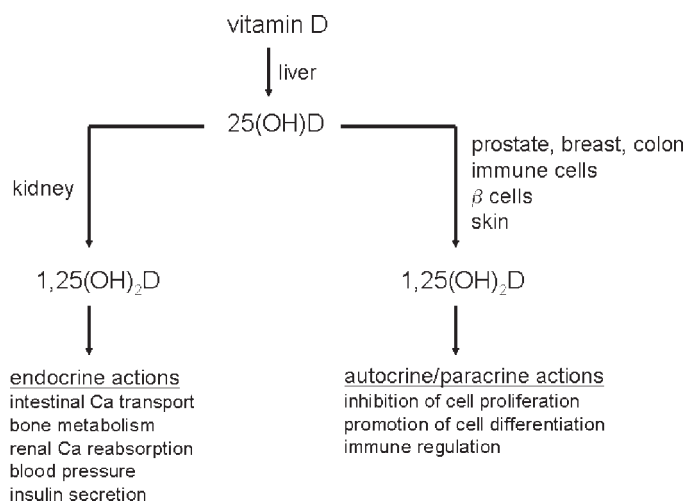 vitamin D
liver
25(OH)D
kidney
prostate, breast, colon
immune cells
β cells
skin
1,25(OH)₂D
1,25(OH)₂D
endocrine actions
intestinal Ca transport
bone metabolism
renal Ca reabsorption
blood pressure
insulin secretion
autocrine/paracrine actions
inhibition of cell proliferation
promotion of cell differentiation
immune regulation